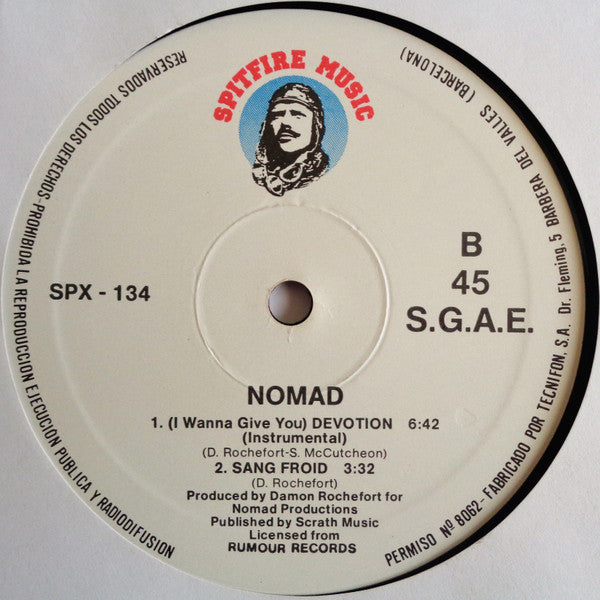 SPITFIRE MUSIC
SPX - 134
B
45
S.G.A.E.
NOMAD
1. (I Wanna Give You) DEVOTION 6:42
(Instrumental)
(D. Rochefort-S. McCutcheon)
2. SANG FROID 3:32
(D. Rochefort)
Produced by Damon Rochefort for
Nomad Productions
Published by Scrath Music
Licensed from
RUMOUR RECORDS
RESERVADOS TODOS LOS DERECHOS-PROHIBIDA LA REPRODUCCION EJECUCIÓN PUBLICA Y RADIODIFUSION
PERMISO Nº 8062-FABRICADO POR TECNIFON, S.A. Dr. Fleming, 5 BARBERA DEL VALLES (BARCELONA)